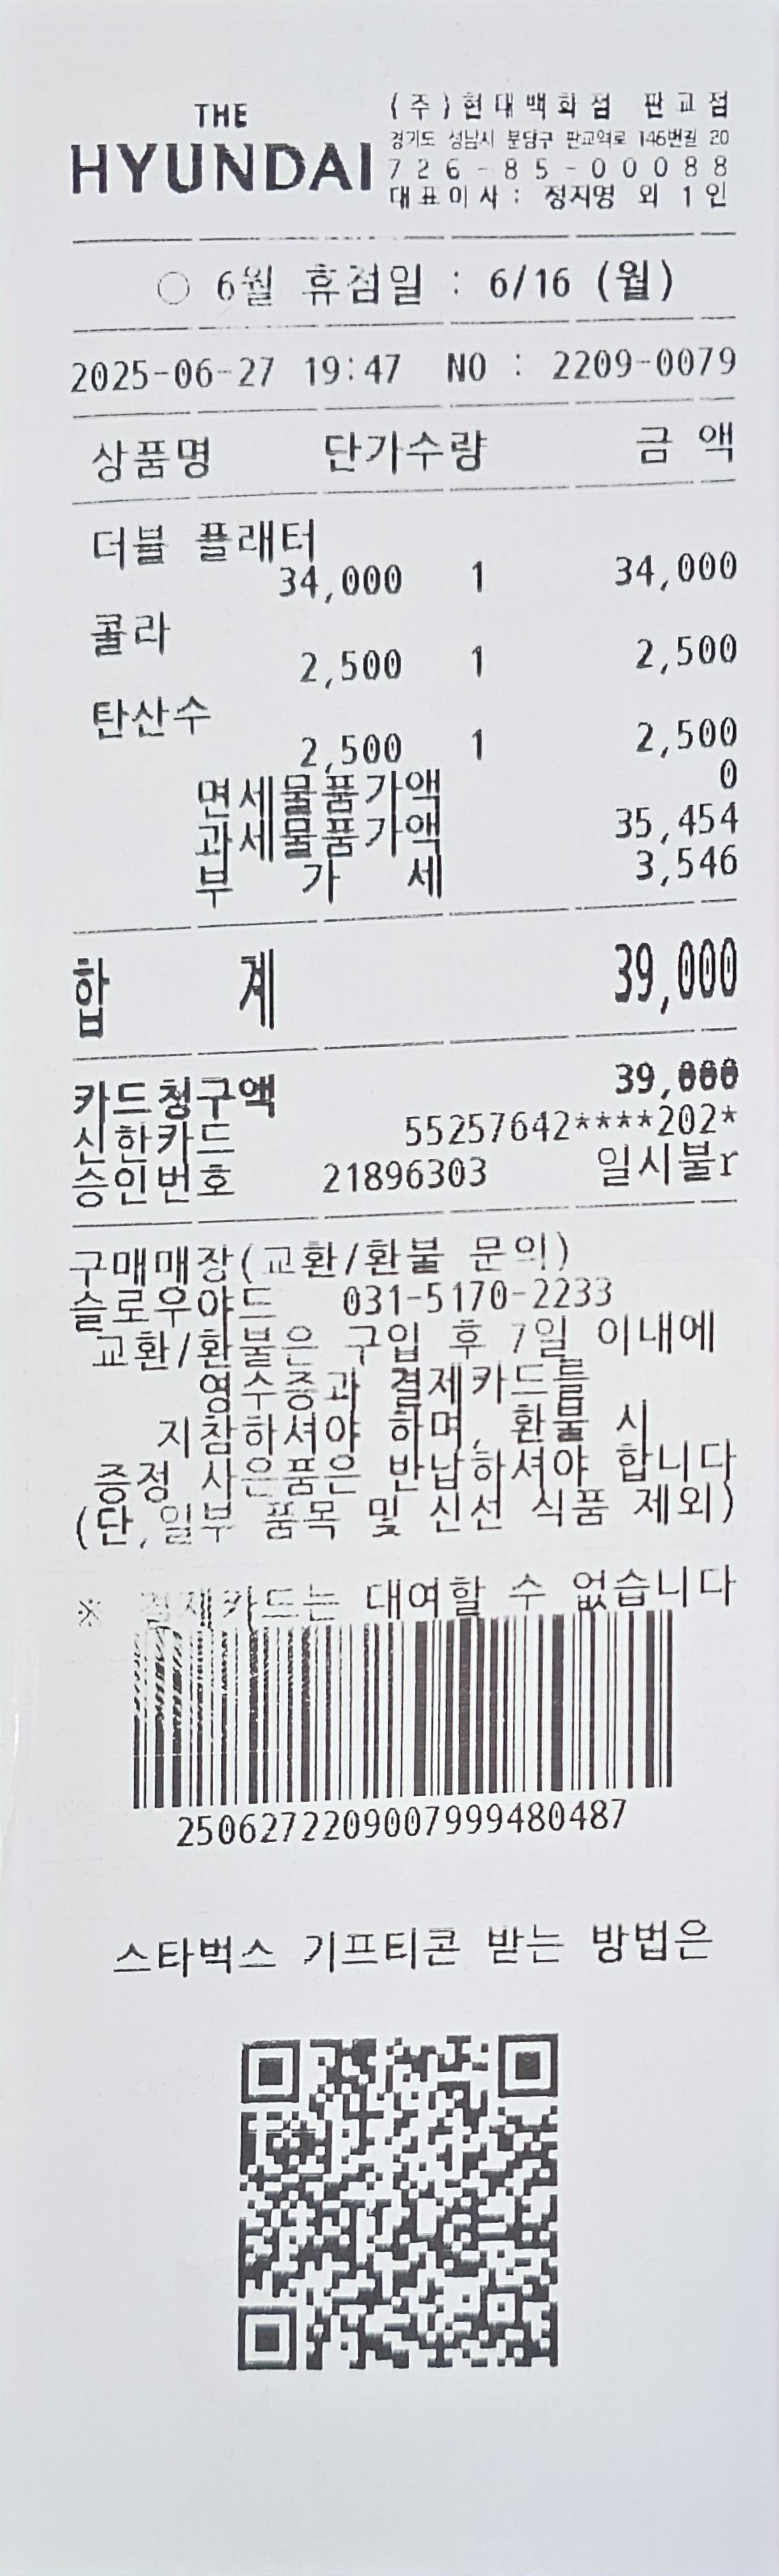 THE
HYUNDAI
(주)현대백화점 판교점
경기도 성남시 분당구 판교역로 146번길 20
726-85-00088
대표이사: 정지영 외 1인
○ 6월 휴점일 : 6/16 (월)
2025-06-27 19:47 NO : 2209-0079
상품명 단가수량 금 액
더블 플래터
34,000 1 34,000
콜라
2,500 1 2,500
탄산수
2,500 1 2,500
면세물품가액 0
과세물품가액 35,454
부 가 세 3,546
합 계 39,000
카드청구액 39,000
신한카드 55257642****202*
승인번호 21896303 일시불r
구매매장(교환/환불 문의)
슬로우야드 031-5170-2233
교환/환불은 구입 후 7일 이내에
영수증과 결제카드를
지참하셔야 하며, 환불 시
증정 사은품은 반납하셔야 합니다
(단,일부 품목 및 신선 식품 제외)
※ 결제카드는 대여할 수 없습니다
2506272209007999480487
스타벅스 기프티콘 받는 방법은